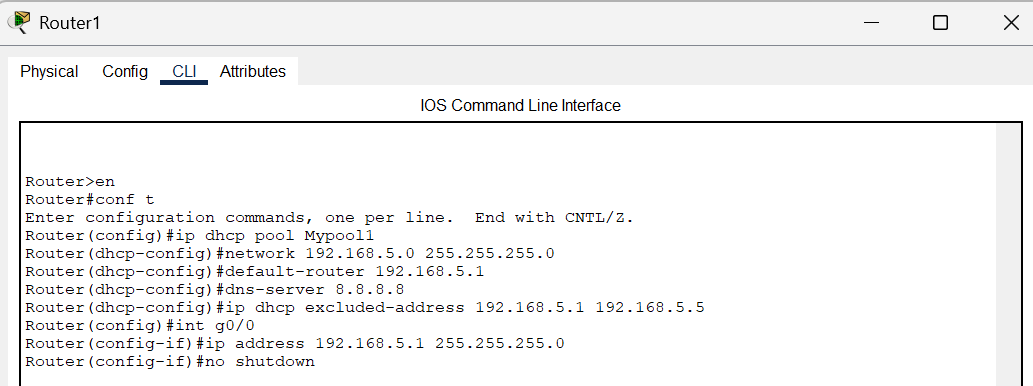 Router1
Physical Config CLI Attributes
IOS Command Line Interface
Router>en
Router#conf t
Enter configuration commands, one per line.  End with CNTL/Z.
Router(config)#ip dhcp pool Mypool1
Router(dhcp-config)#network 192.168.5.0 255.255.255.0
Router(dhcp-config)#default-router 192.168.5.1
Router(dhcp-config)#dns-server 8.8.8.8
Router(dhcp-config)#ip dhcp excluded-address 192.168.5.1 192.168.5.5
Router(config)#int g0/0
Router(config-if)#ip address 192.168.5.1 255.255.255.0
Router(config-if)#no shutdown